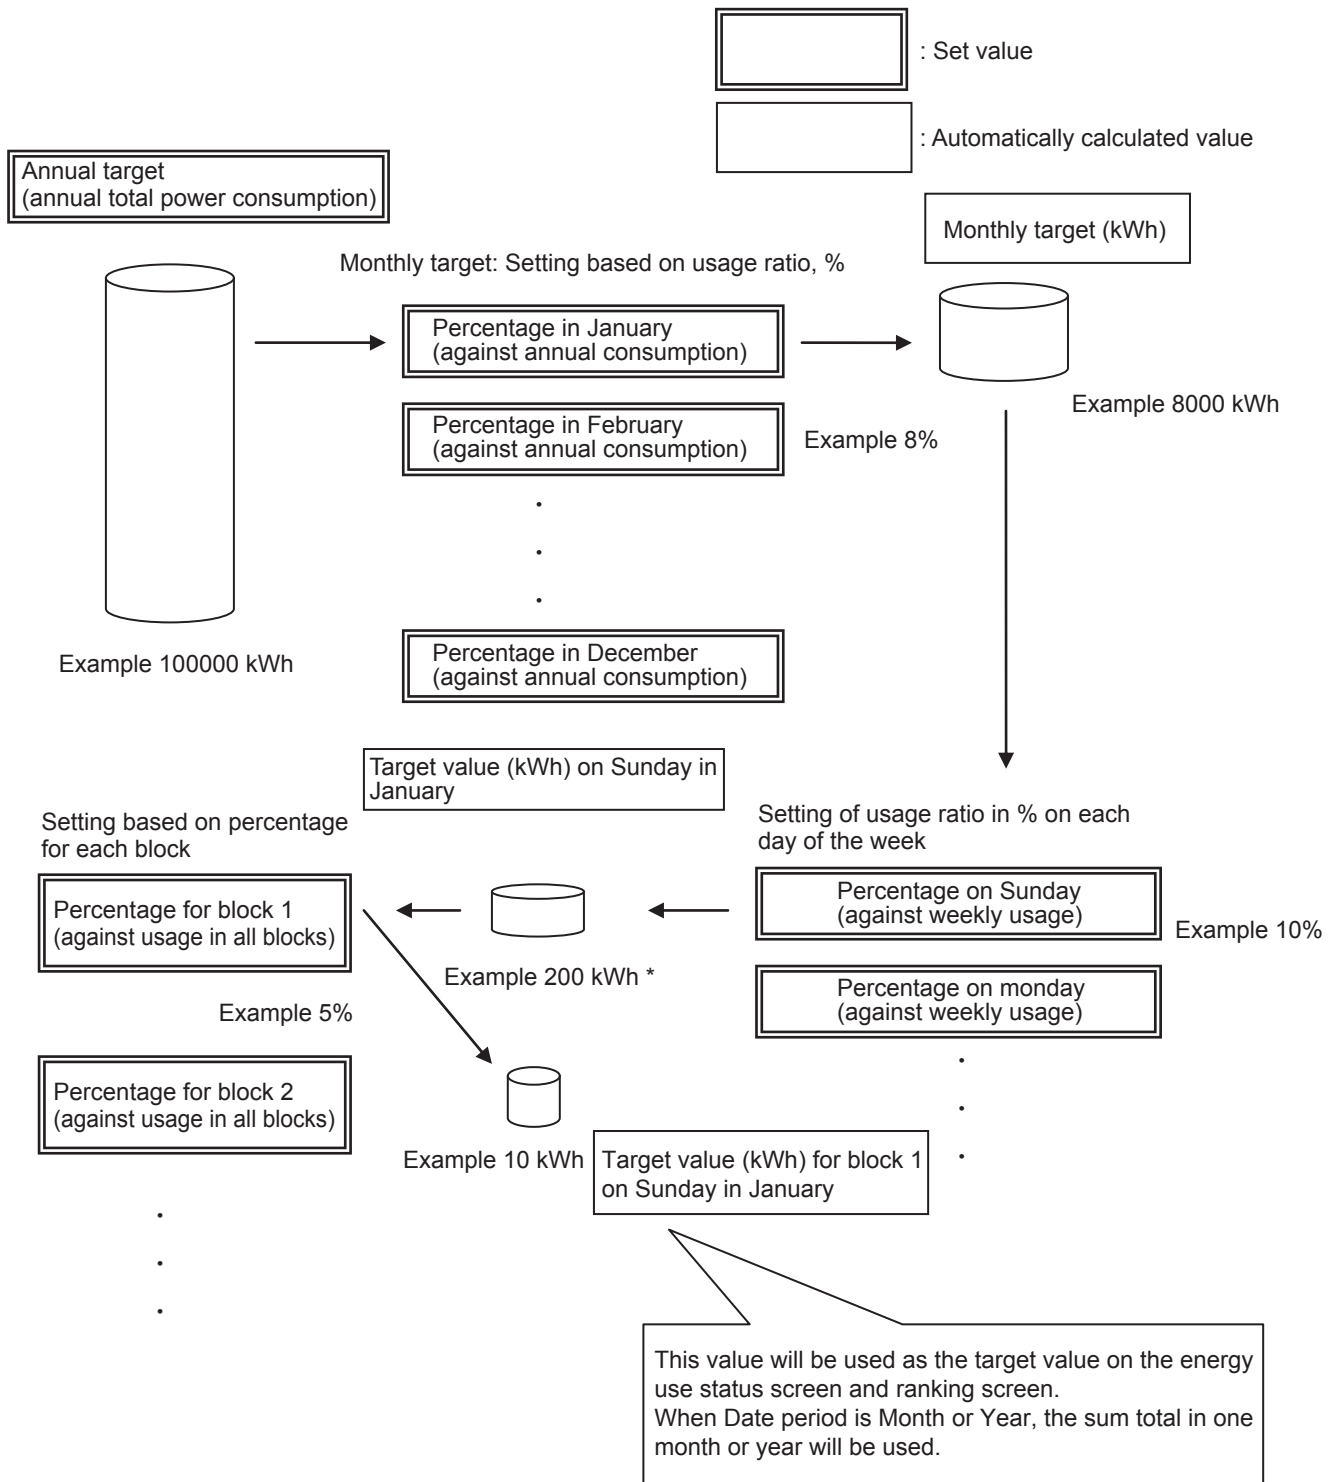 : Set value
: Automatically calculated value
Annual target
(annual total power consumption)
Monthly target (kWh)
Monthly target: Setting based on usage ratio, %
Percentage in January
(against annual consumption)
Example 8000 kWh
Percentage in February
(against annual consumption)
Example 8%
.
.
.
Example 100000 kWh
Percentage in December
(against annual consumption)
Target value (kWh) on Sunday in
January
Setting based on percentage
for each block
Setting of usage ratio in % on each
day of the week
Percentage for block 1
(against usage in all blocks)
Percentage on Sunday
(against weekly usage)
Example 10%
Example 200 kWh *
Example 5%
Percentage on monday
(against weekly usage)
.
.
.
Percentage for block 2
(against usage in all blocks)
Example 10 kWh
Target value (kWh) for block 1
on Sunday in January
.
.
.
This value will be used as the target value on the energy
use status screen and ranking screen.
When Date period is Month or Year, the sum total in one
month or year will be used.